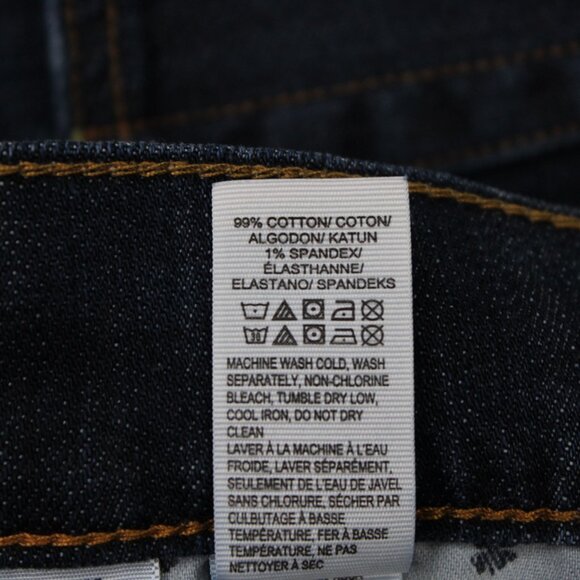 99% COTTON/ COTON/
ALGODON/ KATUN
1% SPANDEX/
ÉLASTHANNE/
ELASTANO/ SPANDEKS
30
MACHINE WASH COLD, WASH
SEPARATELY, NON-CHLORINE
BLEACH, TUMBLE DRY LOW,
COOL IRON, DO NOT DRY
CLEAN
LAVER À LA MACHINE À L'EAU
FROIDE, LAVER SÉPARÉMENT,
SEULEMENT DE L'EAU DE JAVEL
SANS CHLORURE, SÉCHER PAR
CULBUTAGE À BASSE
TEMPÉRATURE, FER À BASSE
TEMPÉRATURE, NE PAS
NETTOYER À SEC